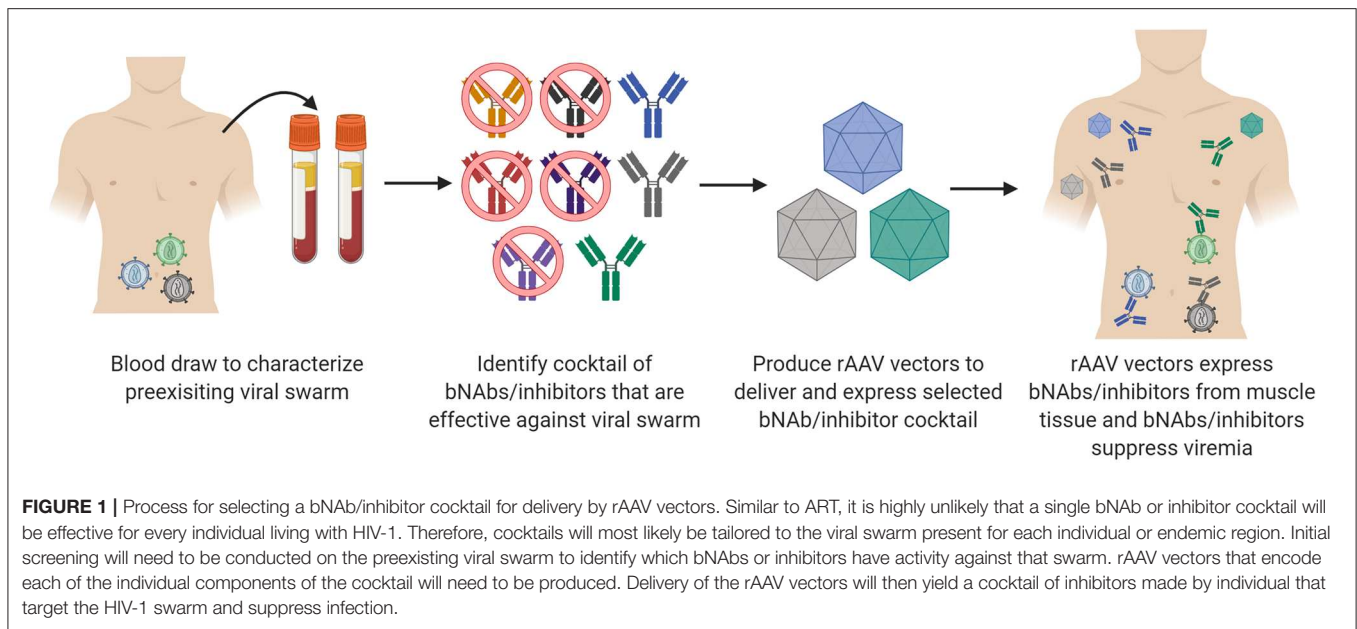 Blood draw to characterize
preexisiting viral swarm
Identify cocktail of
bNAbs/inhibitors that are
effective against viral swarm
Produce rAAV vectors to
deliver and express selected
bNAb/inhibitor cocktail
rAAV vectors express
bNAbs/inhibitors from muscle
tissue and bNAbs/inhibitors
suppress viremia
FIGURE 1 | Process for selecting a bNAb/inhibitor cocktail for delivery by rAAV vectors. Similar to ART, it is highly unlikely that a single bNAb or inhibitor cocktail will
be effective for every individual living with HIV-1. Therefore, cocktails will most likely be tailored to the viral swarm present for each individual or endemic region. Initial
screening will need to be conducted on the preexisting viral swarm to identify which bNAbs or inhibitors have activity against that swarm. rAAV vectors that encode
each of the individual components of the cocktail will need to be produced. Delivery of the rAAV vectors will then yield a cocktail of inhibitors made by individual that
target the HIV-1 swarm and suppress infection.